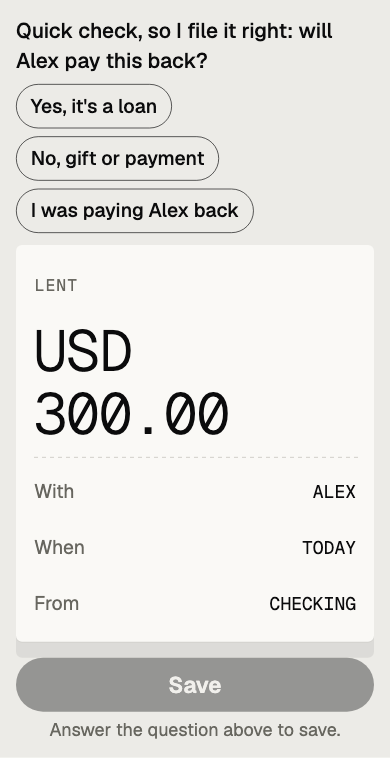 Quick check, so I file it right: will
Alex pay this back?
Yes, it's a loan
No, gift or payment
I was paying Alex back
LENT
USD
300.00
With ALEX
When TODAY
From CHECKING
Save
Answer the question above to save.